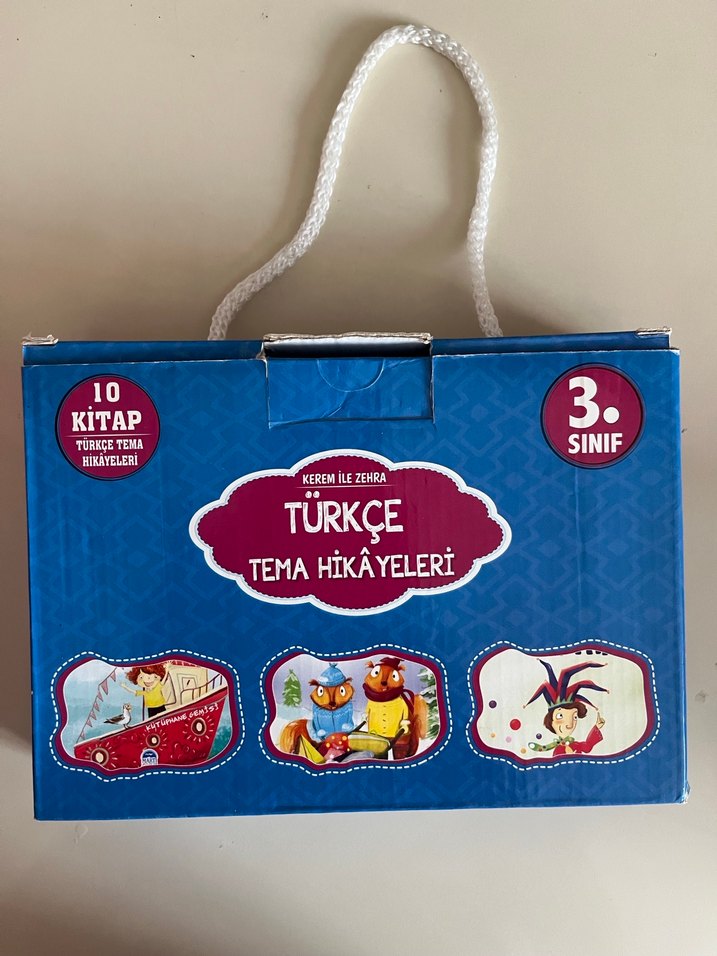 10
KİTAP
TÜRKÇE TEMA
HİKÂYELERİ
3.
SINIF
KEREM İLE ZEHRA
TÜRKÇE
TEMA HİKÂYELERİ
KÜTÜPHANE GEMİSİ
MARTI